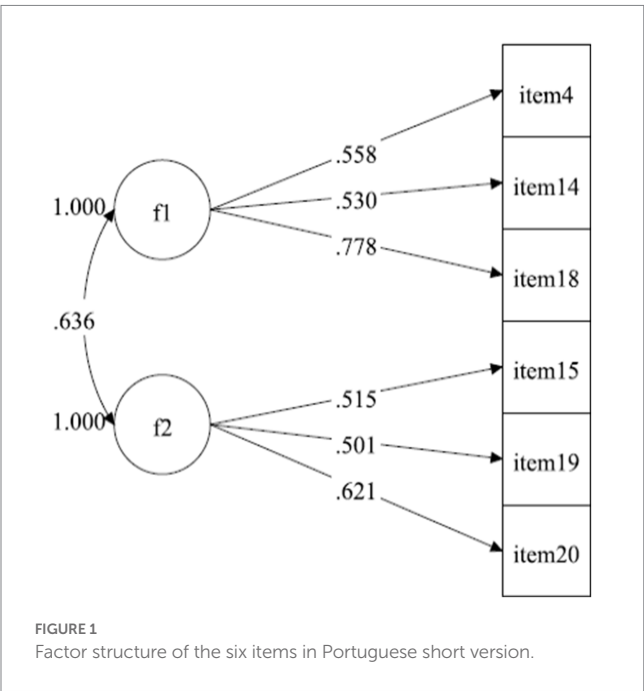 item4
.558
item14
1.000
f1
.530
.778
item18
.636
item15
.515
1.000
f2
.501
item19
.621
item20
FIGURE 1
Factor structure of the six items in Portuguese short version.